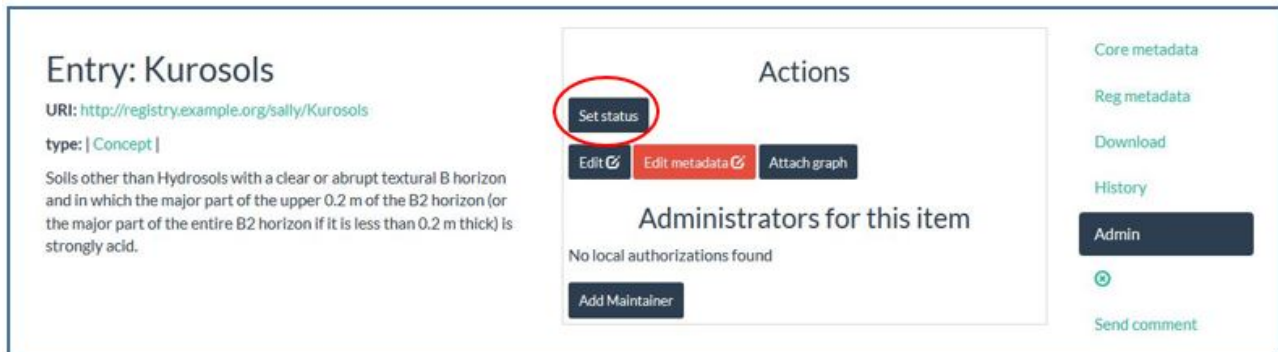 Entry: Kurosols
URI: http://registry.example.org/sally/Kurosols
type: | Concept |
Soils other than Hydrosols with a clear or abrupt textural B horizon
and in which the major part of the upper 0.2 m of the B2 horizon (or
the major part of the entire B2 horizon if it is less than 0.2 m thick) is
strongly acid.
Actions
Set status
Edit Edit metadata Attach graph
Administrators for this item
No local authorizations found
Add Maintainer
Core metadata
Reg metadata
Download
History
Admin
Send comment